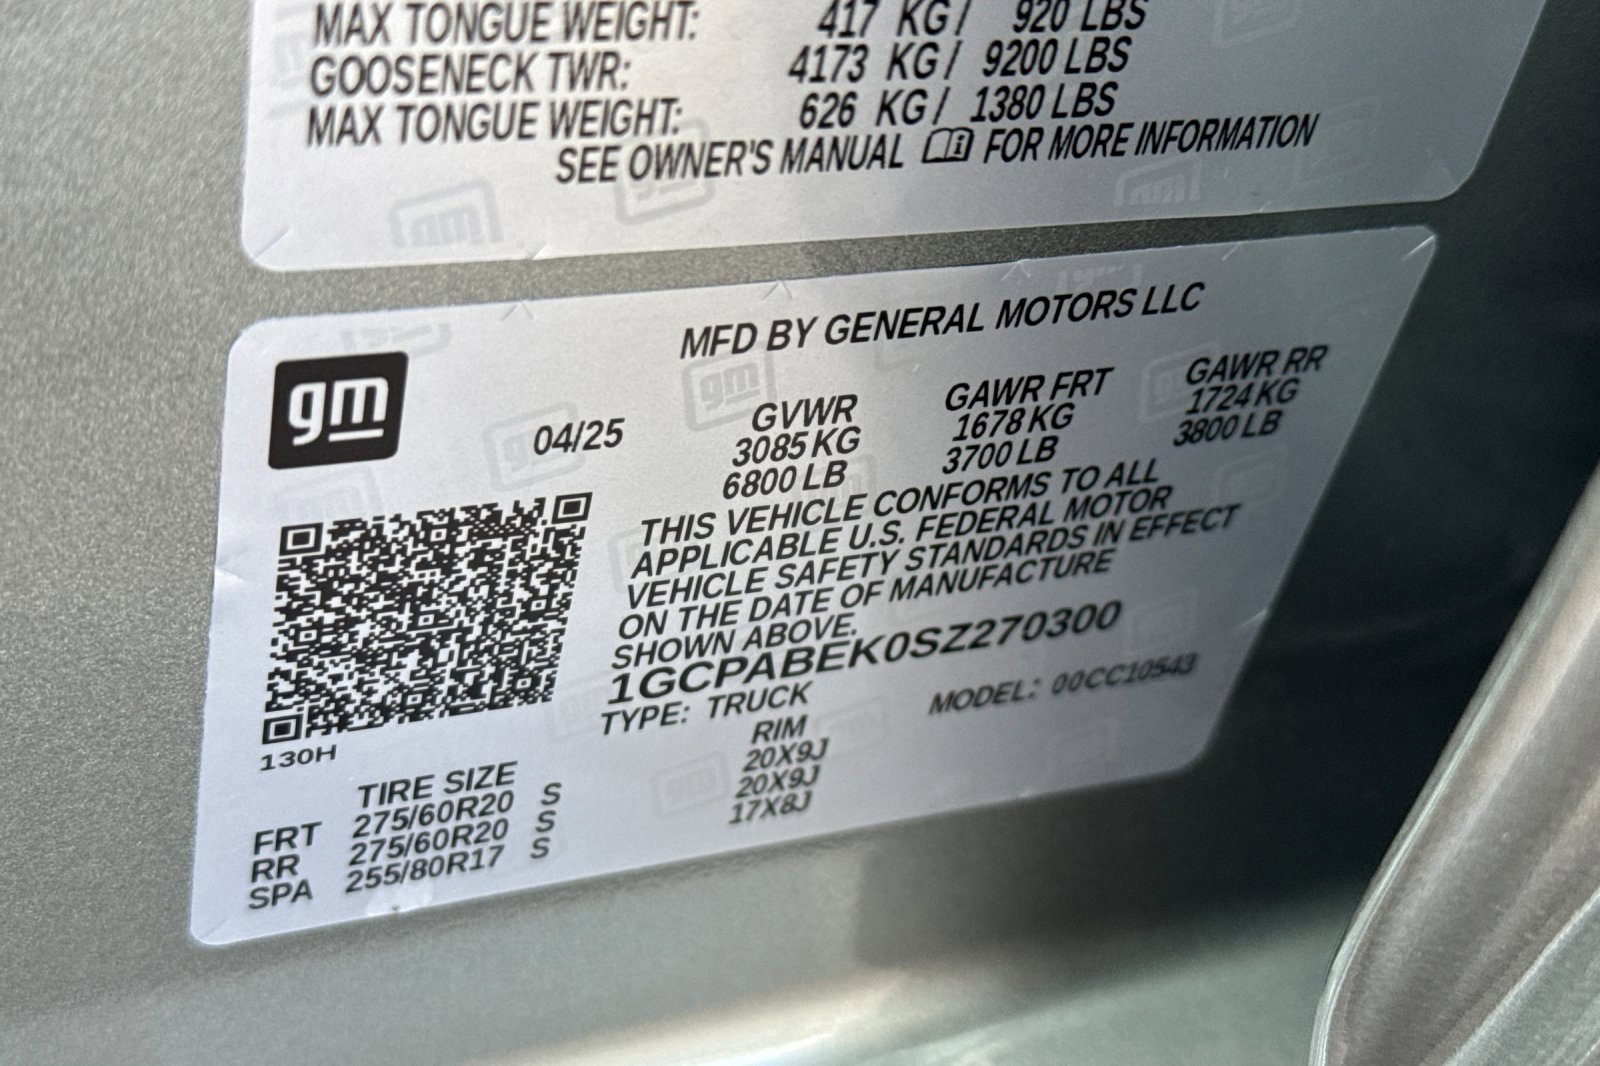 MAX TONGUE WEIGHT: 417 KG/ 920 LBS
GOOSENECK TWR: 4173 KG/ 9200 LBS
MAX TONGUE WEIGHT: 626 KG/ 1380 LBS
SEE OWNER'S MANUAL FOR MORE INFORMATION
gm
MFD BY GENERAL MOTORS LLC
04/25 GVWR GAWR FRT GAWR RR
3085 KG 1678 KG 1724 KG
6800 LB 3700 LB 3800 LB
THIS VEHICLE CONFORMS TO ALL
APPLICABLE U.S. FEDERAL MOTOR
VEHICLE SAFETY STANDARDS IN EFFECT
ON THE DATE OF MANUFACTURE
SHOWN ABOVE.
1GCPABEK0SZ270300
TYPE: TRUCK MODEL: 00CC10543
130H
TIRE SIZE RIM
FRT 275/60R20 S 20X9J
RR 275/60R20 S 20X9J
SPA 255/80R17 S 17X8J